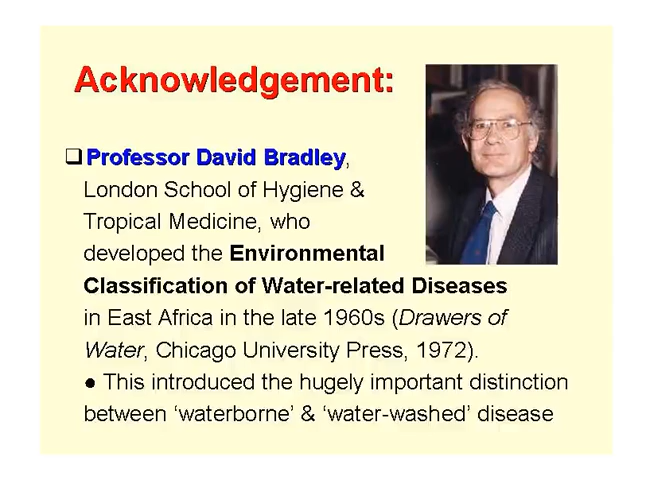 Acknowledgement:
❑ Professor David Bradley,
London School of Hygiene &
Tropical Medicine, who
developed the Environmental
Classification of Water-related Diseases
in East Africa in the late 1960s (Drawers of
Water, Chicago University Press, 1972).
● This introduced the hugely important distinction
between ‘waterborne’ & ‘water-washed’ disease